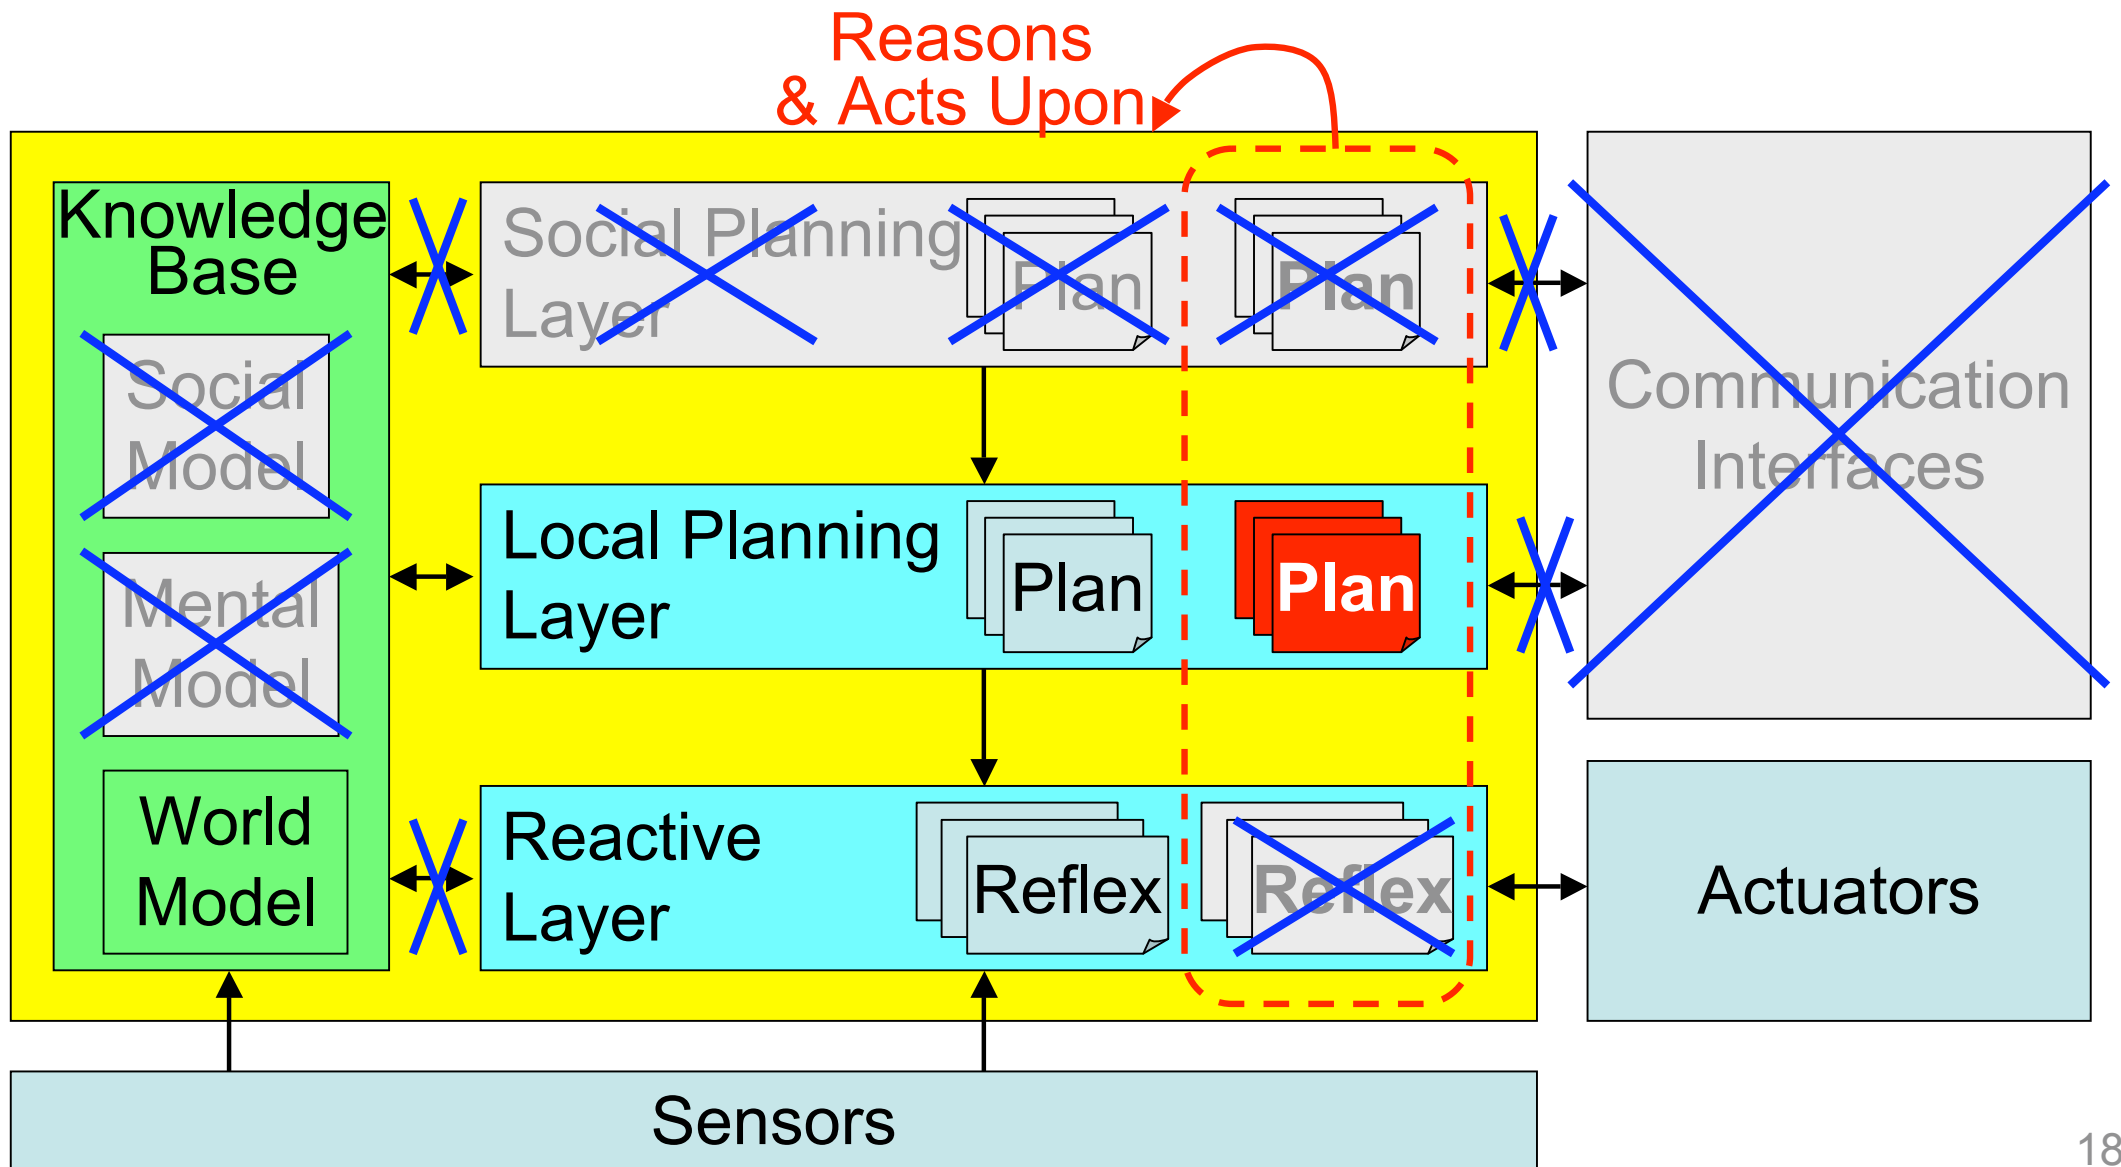 Reasons
& Acts Upon
Knowledge
Base
Social Planning
Layer
Plan
Plan
Social
Model
Communication
Interfaces
Local Planning
Layer
Plan
Plan
Mental
Model
World
Model
Reactive
Layer
Reflex
Reflex
Actuators
Sensors
18